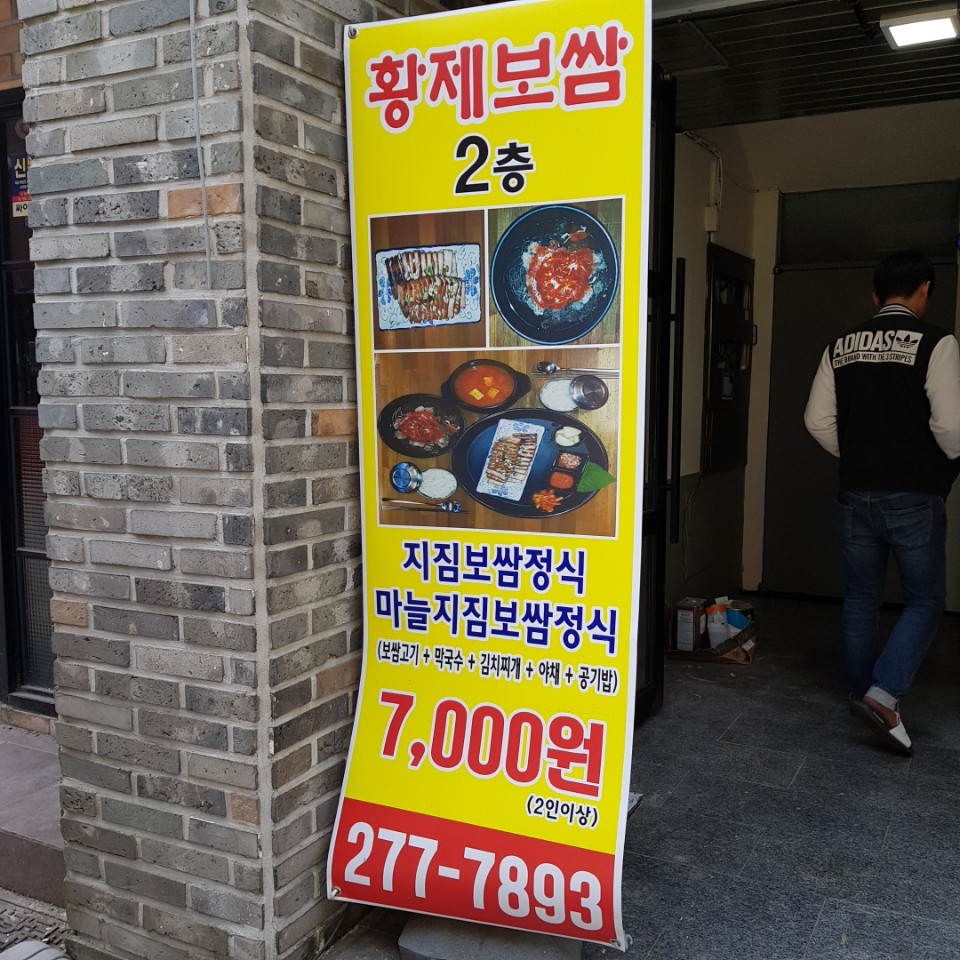 황제보쌈
2층
지짐보쌈정식
마늘지짐보쌈정식
(보쌈고기 + 막국수 + 김치찌개 + 야채 + 공기밥)
7,000원
(2인이상)
277-7893
ADIDAS
THE BRAND WITH THE 3 STRIPES